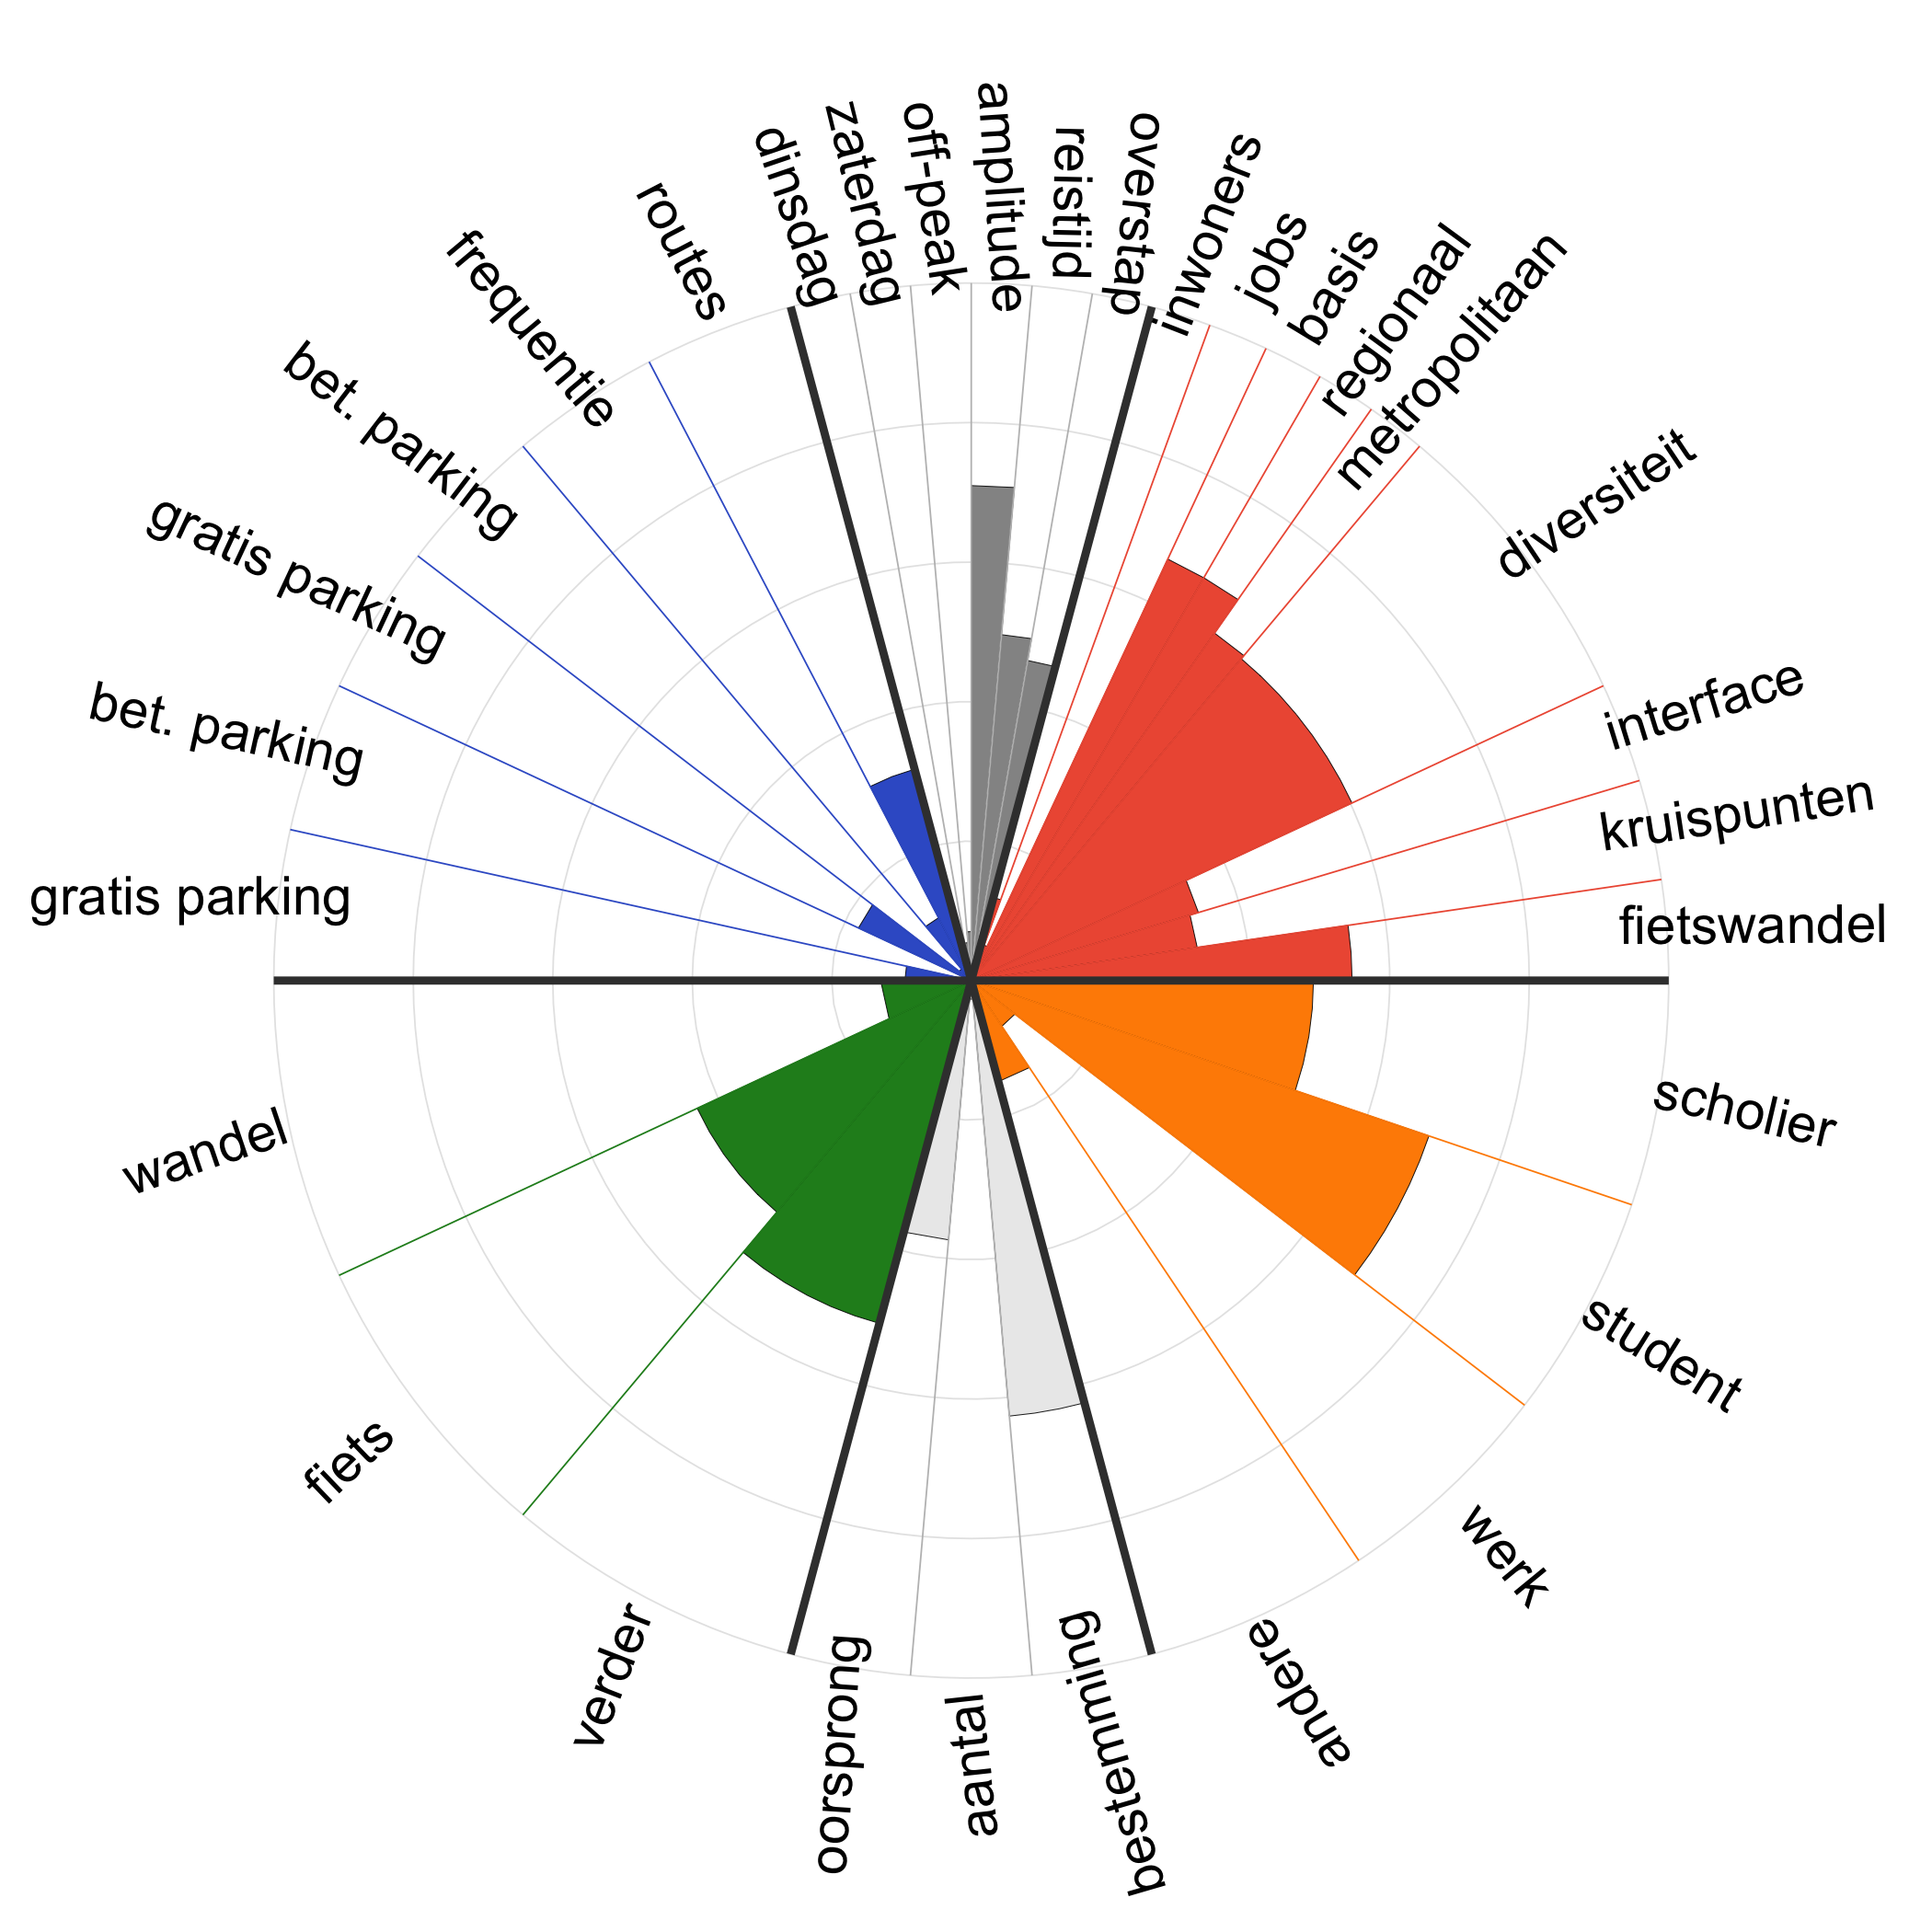 dinsdag
zaterdag
off-peak
amplitude
reistijd
overstap
inwoners
jobs
basis
regionaal
metropolitaan
diversiteit
interface
kruispunten
fietswandel
scholier
student
werk
andere
bestemming
aantal
oorsprong
verder
fiets
wandel
gratis parking
bet. parking
gratis parking
bet. parking
frequentie
routes